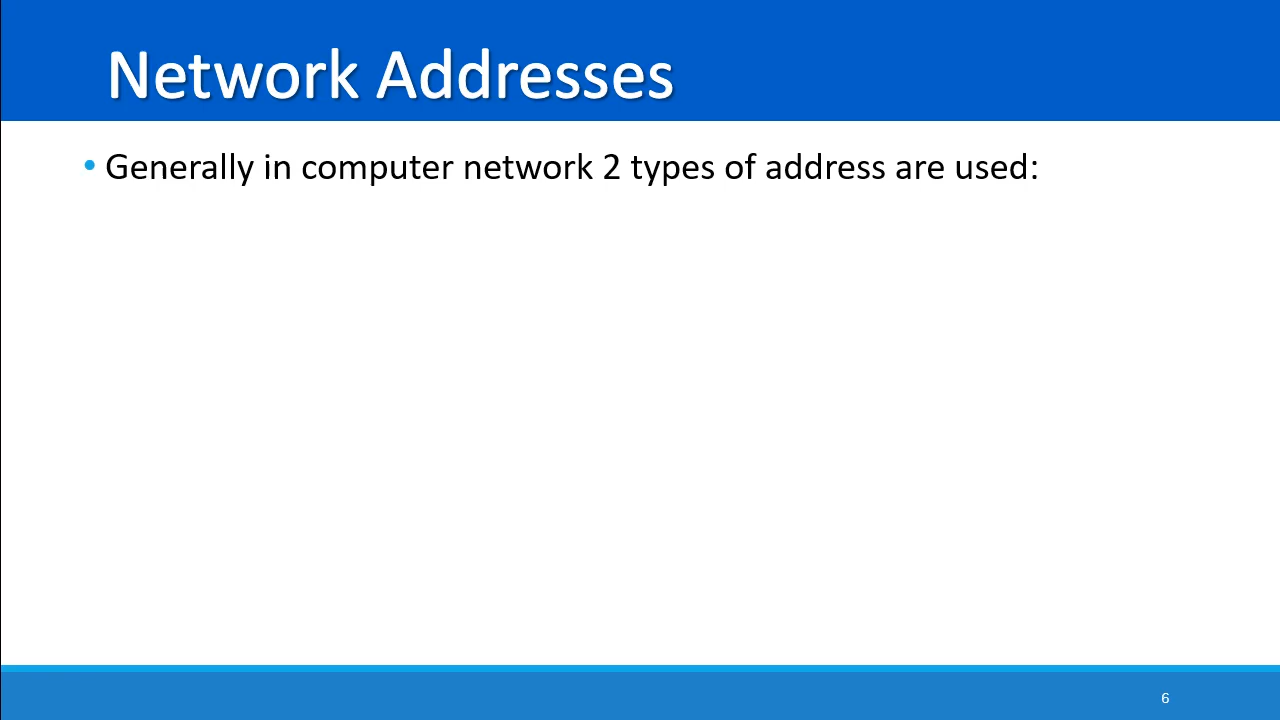 Network Addresses
• Generally in computer network 2 types of address are used:
6